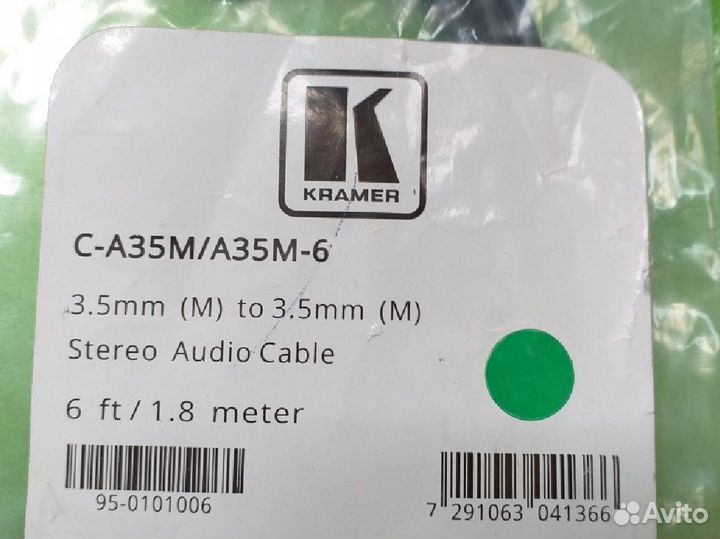 KRAMER
C-A35M/A35M-6
3.5mm (M) to 3.5mm (M)
Stereo Audio Cable
6 ft / 1.8 meter
95-0101006
7 291063 041366
Avito